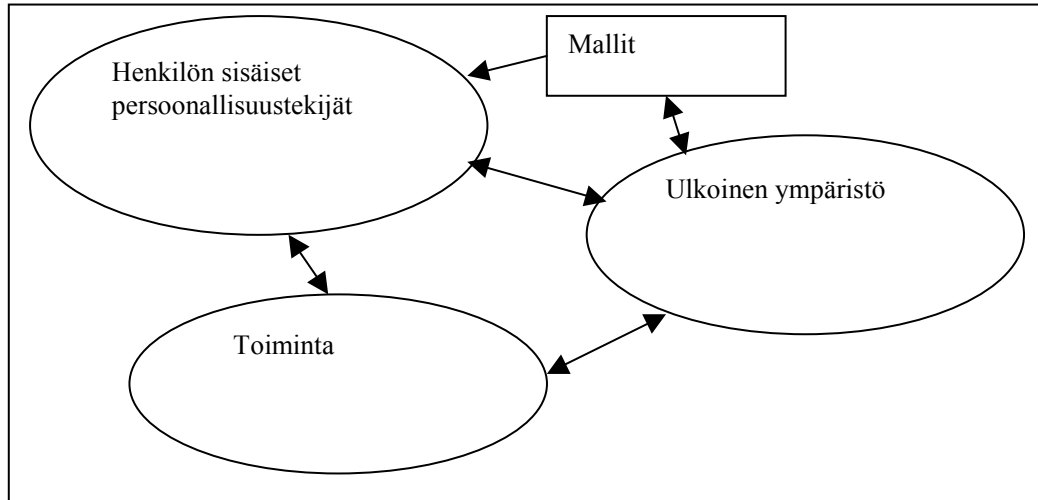 Henkilön sisäiset
persoonallisuustekijät
Mallit
Ulkoinen ympäristö
Toiminta